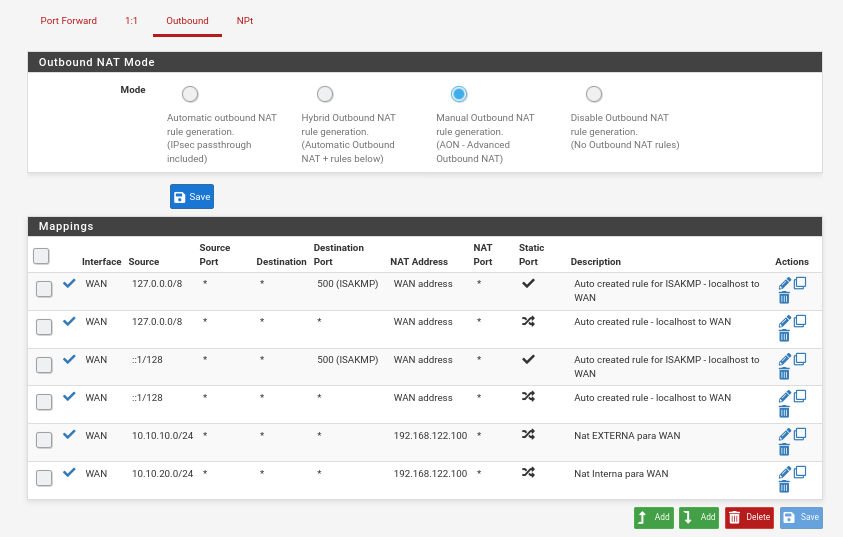 Port Forward 1:1 Outbound NPt
Outbound NAT Mode
Mode
Automatic outbound NAT
rule generation.
(IPsec passthrough
included)
Hybrid Outbound NAT
rule generation.
(Automatic Outbound
NAT + rules below)
Manual Outbound NAT
rule generation.
(AON - Advanced
Outbound NAT)
Disable Outbound NAT
rule generation.
(No Outbound NAT rules)
Save
Mappings
Interface Source Source Port Destination Destination Port NAT Address NAT Port Static Port Description Actions
WAN 127.0.0.0/8 * * 500 (ISAKMP) WAN address * Auto created rule for ISAKMP - localhost to
WAN
WAN 127.0.0.0/8 * * * WAN address * Auto created rule - localhost to WAN
WAN ::1/128 * * 500 (ISAKMP) WAN address * Auto created rule for ISAKMP - localhost to
WAN
WAN ::1/128 * * * WAN address * Auto created rule - localhost to WAN
WAN 10.10.10.0/24 * * * 192.168.122.100 * Nat EXTERNA para WAN
WAN 10.10.20.0/24 * * * 192.168.122.100 * Nat Interna para WAN
Add Add Delete Save